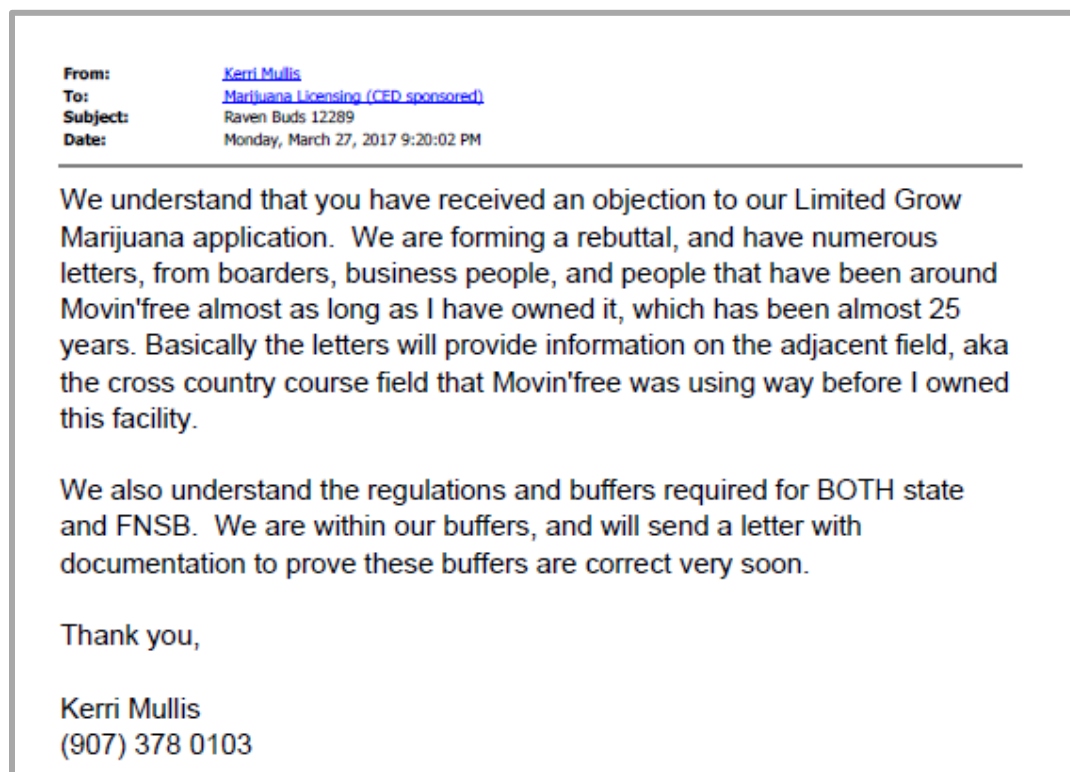 From: Kerri Mullis
To: Marijuana Licensing (CED sponsored)
Subject: Raven Buds 12289
Date: Monday, March 27, 2017 9:20:02 PM
We understand that you have received an objection to our Limited Grow
Marijuana application.  We are forming a rebuttal, and have numerous
letters, from boarders, business people, and people that have been around
Movin'free almost as long as I have owned it, which has been almost 25
years. Basically the letters will provide information on the adjacent field, aka
the cross country course field that Movin'free was using way before I owned
this facility.
We also understand the regulations and buffers required for BOTH state
and FNSB.  We are within our buffers, and will send a letter with
documentation to prove these buffers are correct very soon.
Thank you,
Kerri Mullis
(907) 378 0103